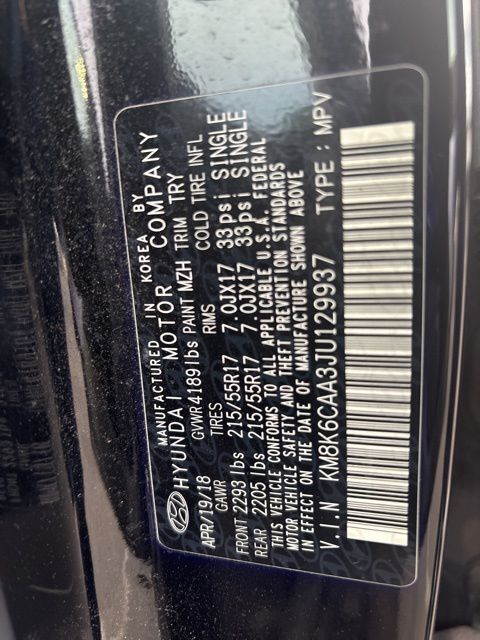 MANUFACTURED IN KOREA BY
HYUNDAI MOTOR COMPANY
APR/19/18 GVWR 4189lbs PAINT MZH TRIM TRY
GAWR TIRES RIMS COLD TIRE INFL
FRONT 2293 lbs 215/55R17 7.0JX17 33psi SINGLE
REAR 2205 lbs 215/55R17 7.0JX17 33psi SINGLE
THIS VEHICLE CONFORMS TO ALL APPLICABLE U.S.A. FEDERAL
MOTOR VEHICLE SAFETY AND THEFT PREVENTION STANDARDS
IN EFFECT ON THE DATE OF MANUFACTURE SHOWN ABOVE
V.I.N KM8K6CAA3JU129937 TYPE : MPV